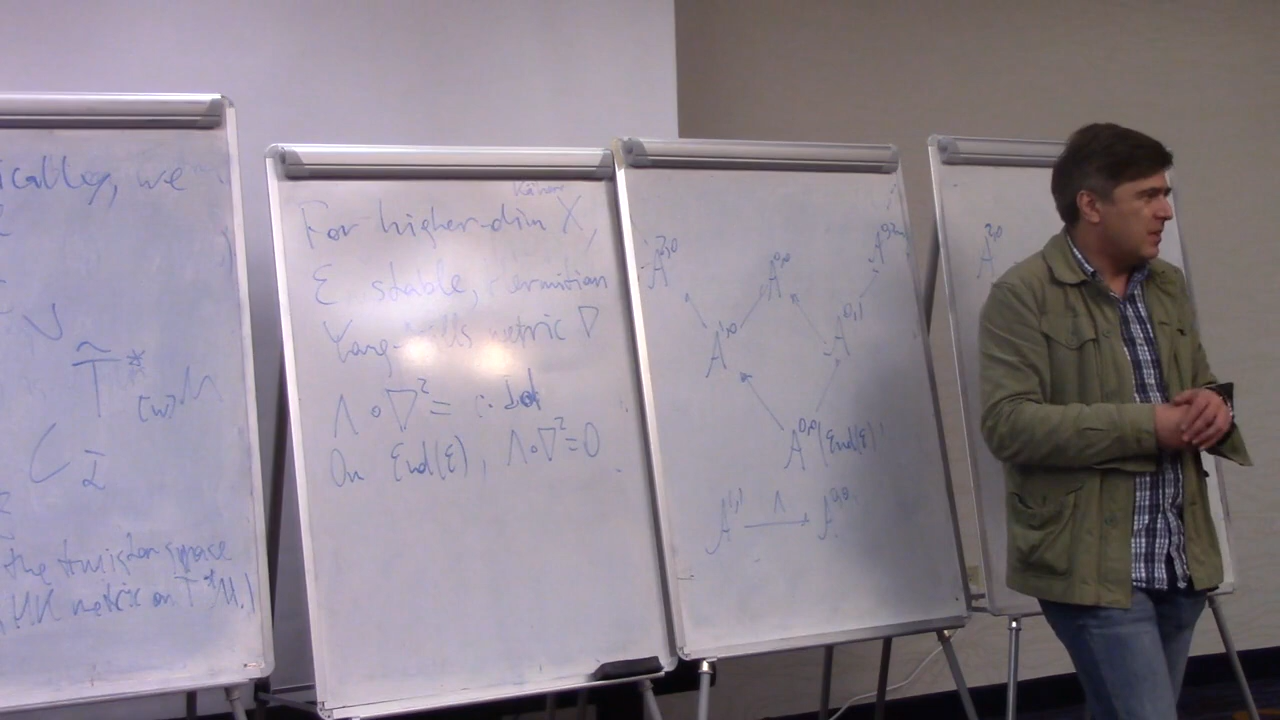 ically, we
T̃*
(w) M
C
I
the twistor space
HK metric on T*M.)
Kähler
For higher-dim X,
ℰ stable, Hermitian
Yang-Mills metric ∇
Λ∘∇²= c·Id
On End(ℰ), Λ∘∇²=0
A^{2,0} A^{0,0} A^{0,2}
A^{1,0} A^{0,1}
A^{0,0}(End(ℰ))
A^{1,1} —Λ→ A^{0,0}
A^{2,0}